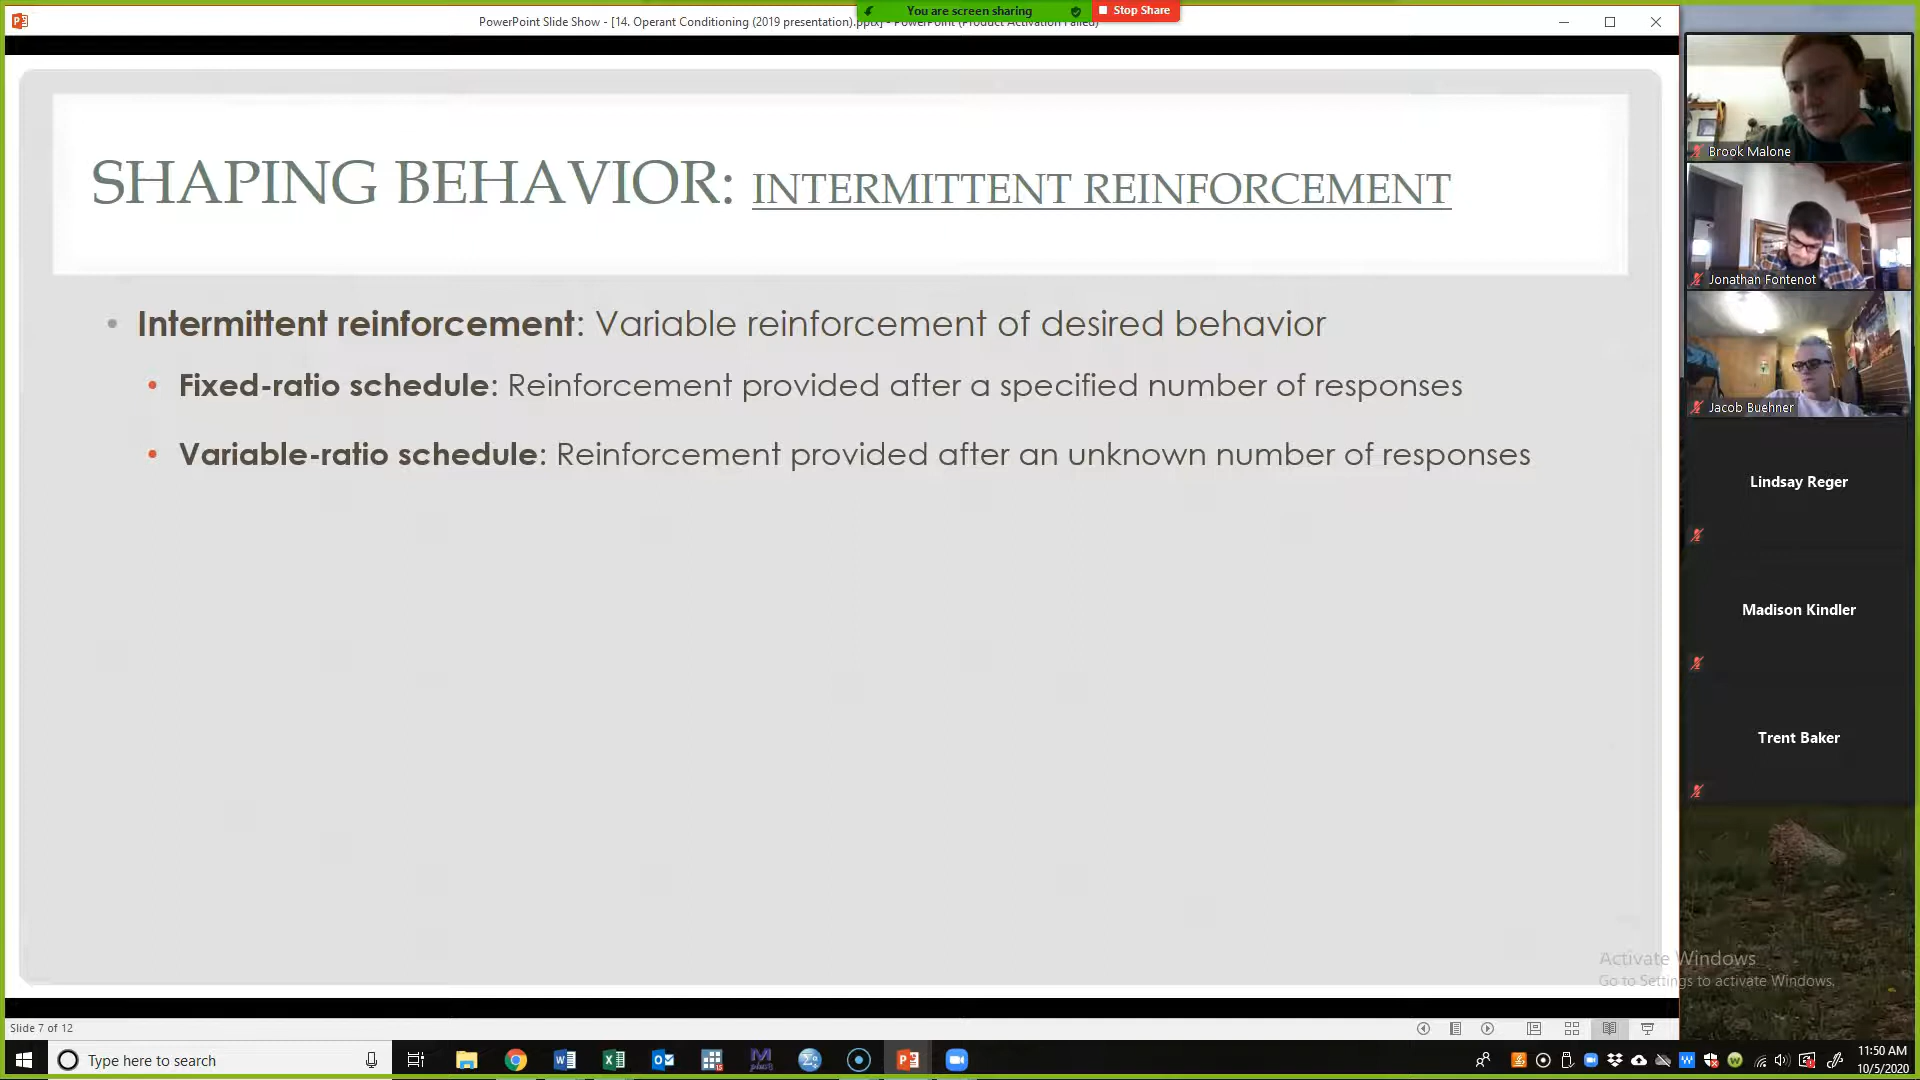 PowerPoint Slide Show - [14. Operant Conditioning (2019 presentation).pptx] - PowerPoint (Product Activation Failed)
You are screen sharing
Stop Share
SHAPING BEHAVIOR: INTERMITTENT REINFORCEMENT
• Intermittent reinforcement: Variable reinforcement of desired behavior
• Fixed-ratio schedule: Reinforcement provided after a specified number of responses
• Variable-ratio schedule: Reinforcement provided after an unknown number of responses
Brook Malone
Jonathan Fontenot
Jacob Buehner
Lindsay Reger
Madison Kindler
Trent Baker
Activate Windows
Go to Settings to activate Windows.
Slide 7 of 12
Type here to search
11:50 AM
10/5/2020